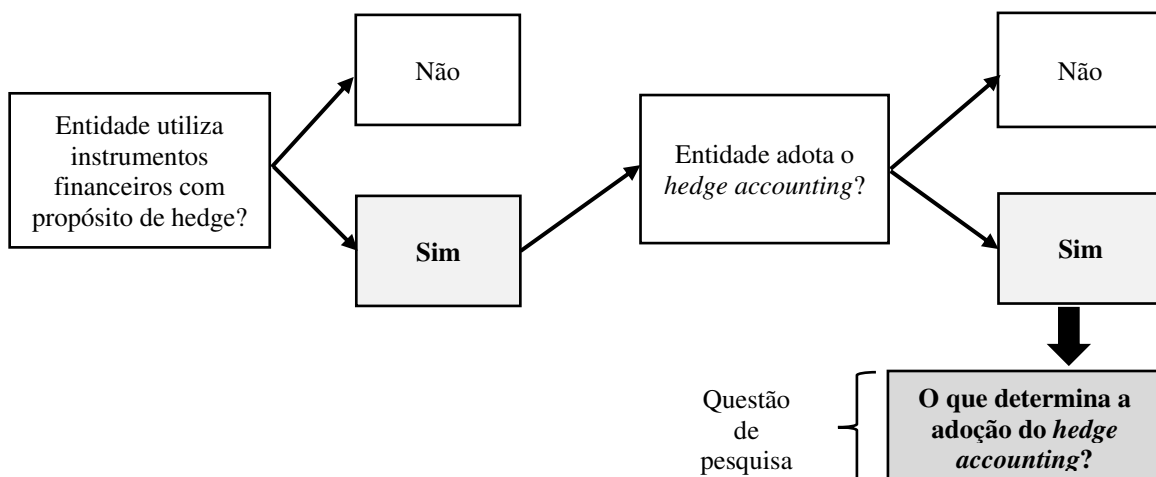 Não
Entidade utiliza
instrumentos
financeiros com
propósito de hedge?
Sim
Entidade adota o
hedge accounting?
Não
Sim
Questão
de
pesquisa
O que determina a
adoção do hedge
accounting?